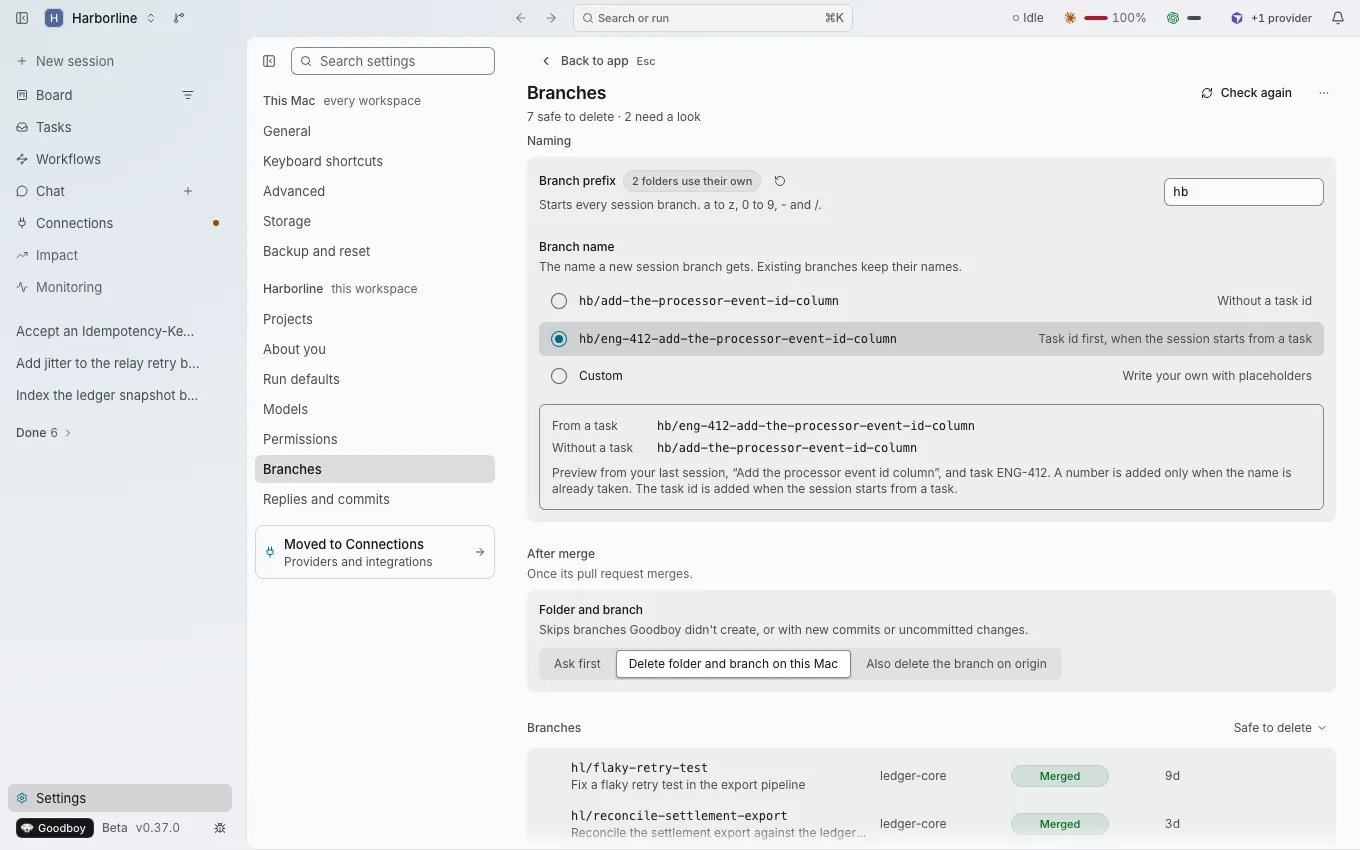 H Harborline
Search or run ⌘K
Idle
100%
+1 provider
New session
Board
Tasks
Workflows
Chat
Connections
Impact
Monitoring
Accept an Idempotency-Ke...
Add jitter to the relay retry b...
Index the ledger snapshot b...
Done 6
Settings
Goodboy Beta v0.37.0
Search settings
This Mac every workspace
General
Keyboard shortcuts
Advanced
Storage
Backup and reset
Harborline this workspace
Projects
About you
Run defaults
Models
Permissions
Branches
Replies and commits
Moved to Connections
Providers and integrations
Back to app Esc
Branches
Check again
7 safe to delete · 2 need a look
Naming
Branch prefix 2 folders use their own
Starts every session branch. a to z, 0 to 9, - and /.
hb
Branch name
The name a new session branch gets. Existing branches keep their names.
hb/add-the-processor-event-id-column Without a task id
hb/eng-412-add-the-processor-event-id-column Task id first, when the session starts from a task
Custom Write your own with placeholders
From a task hb/eng-412-add-the-processor-event-id-column
Without a task hb/add-the-processor-event-id-column
Preview from your last session, “Add the processor event id column”, and task ENG-412. A number is added only when the name is
already taken. The task id is added when the session starts from a task.
After merge
Once its pull request merges.
Folder and branch
Skips branches Goodboy didn't create, or with new commits or uncommitted changes.
Ask first Delete folder and branch on this Mac Also delete the branch on origin
Branches Safe to delete
hl/flaky-retry-test
Fix a flaky retry test in the export pipeline
ledger-core Merged 9d
hl/reconcile-settlement-export
Reconcile the settlement export against the ledger...
ledger-core Merged 3d